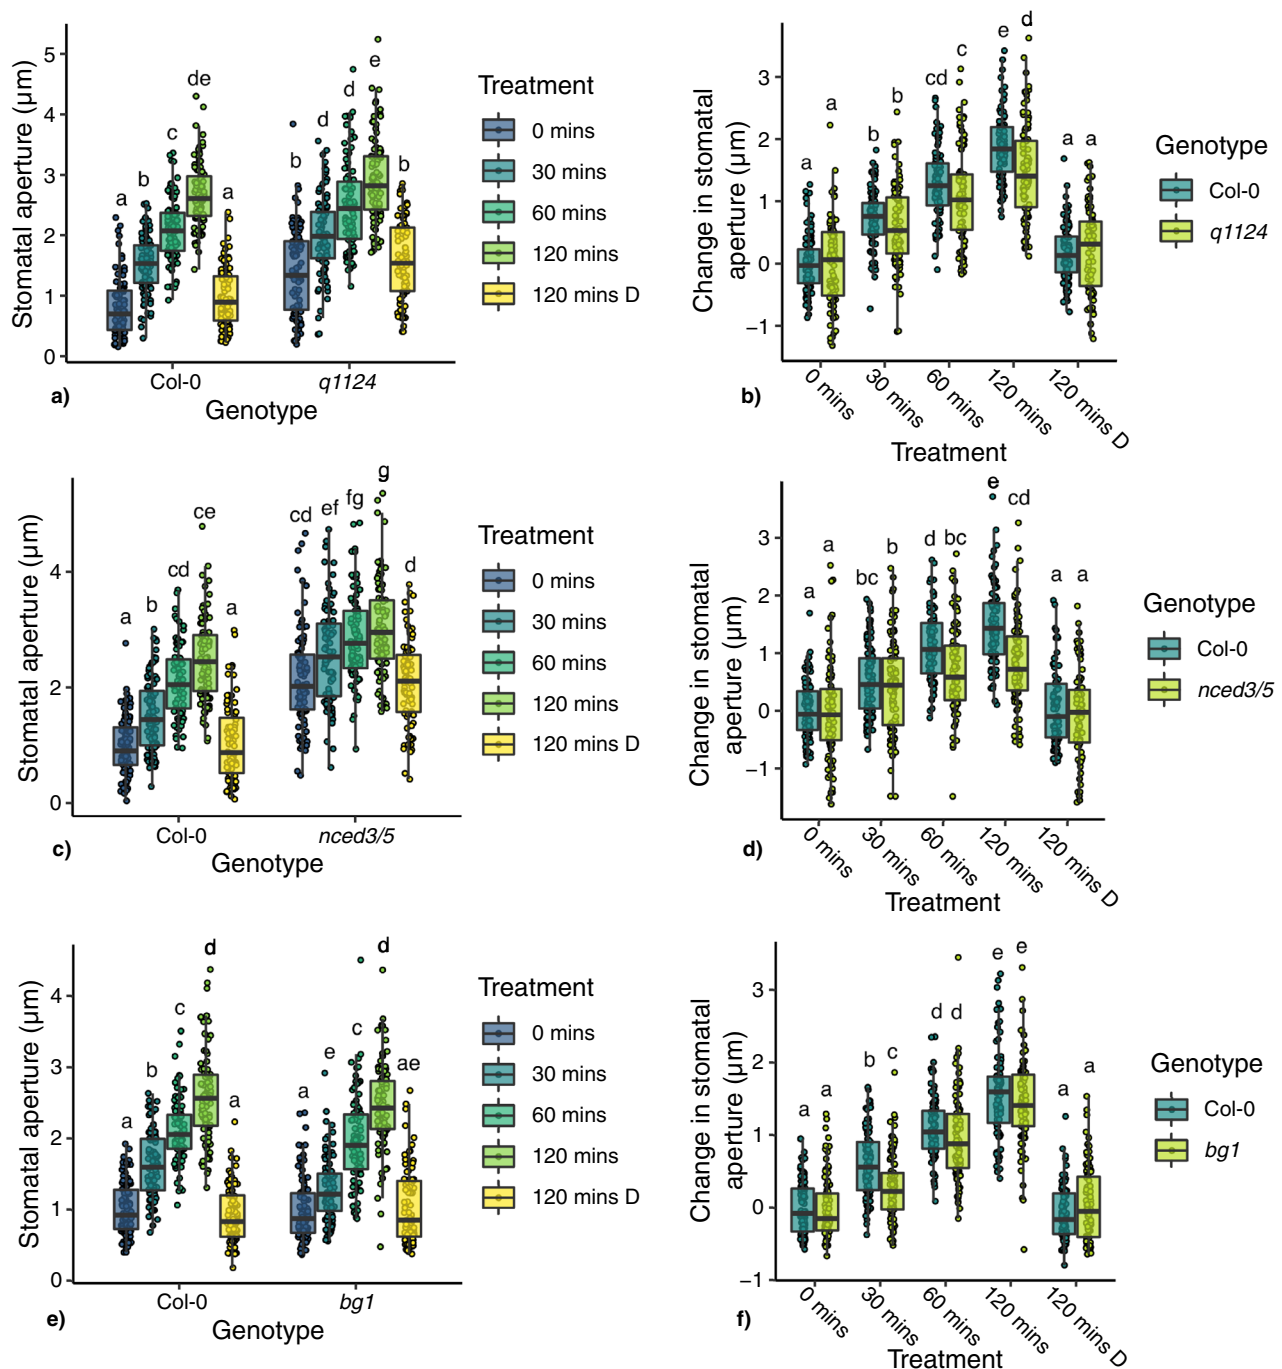 Stomatal aperture (µm)
5
4
3
2
1
0
a
b
c
de
a
b
d
d
e
b
Col-0
q1124
Genotype
a)
Treatment
0 mins
30 mins
60 mins
120 mins
120 mins D
Change in stomatal
aperture (µm)
3
2
1
0
−1
a
a
b
b
cd
c
e
d
a
a
0 mins
30 mins
60 mins
120 mins
120 mins D
Treatment
b)
Genotype
Col-0
q1124
Stomatal aperture (µm)
4
2
0
a
b
cd
ce
a
cd
ef
fg
g
d
Col-0
nced3/5
Genotype
c)
Treatment
0 mins
30 mins
60 mins
120 mins
120 mins D
Change in stomatal
aperture (µm)
3
2
1
0
−1
a
a
bc
b
d
bc
e
cd
a
a
0 mins
30 mins
60 mins
120 mins
120 mins D
Treatment
d)
Genotype
Col-0
nced3/5
Stomatal aperture (µm)
4
3
2
1
0
a
b
c
d
a
a
e
c
d
ae
Col-0
bg1
Genotype
e)
Treatment
0 mins
30 mins
60 mins
120 mins
120 mins D
Change in stomatal
aperture (µm)
3
2
1
0
−1
a
a
b
c
d
d
e
e
a
a
0 mins
30 mins
60 mins
120 mins
120 mins D
Treatment
f)
Genotype
Col-0
bg1